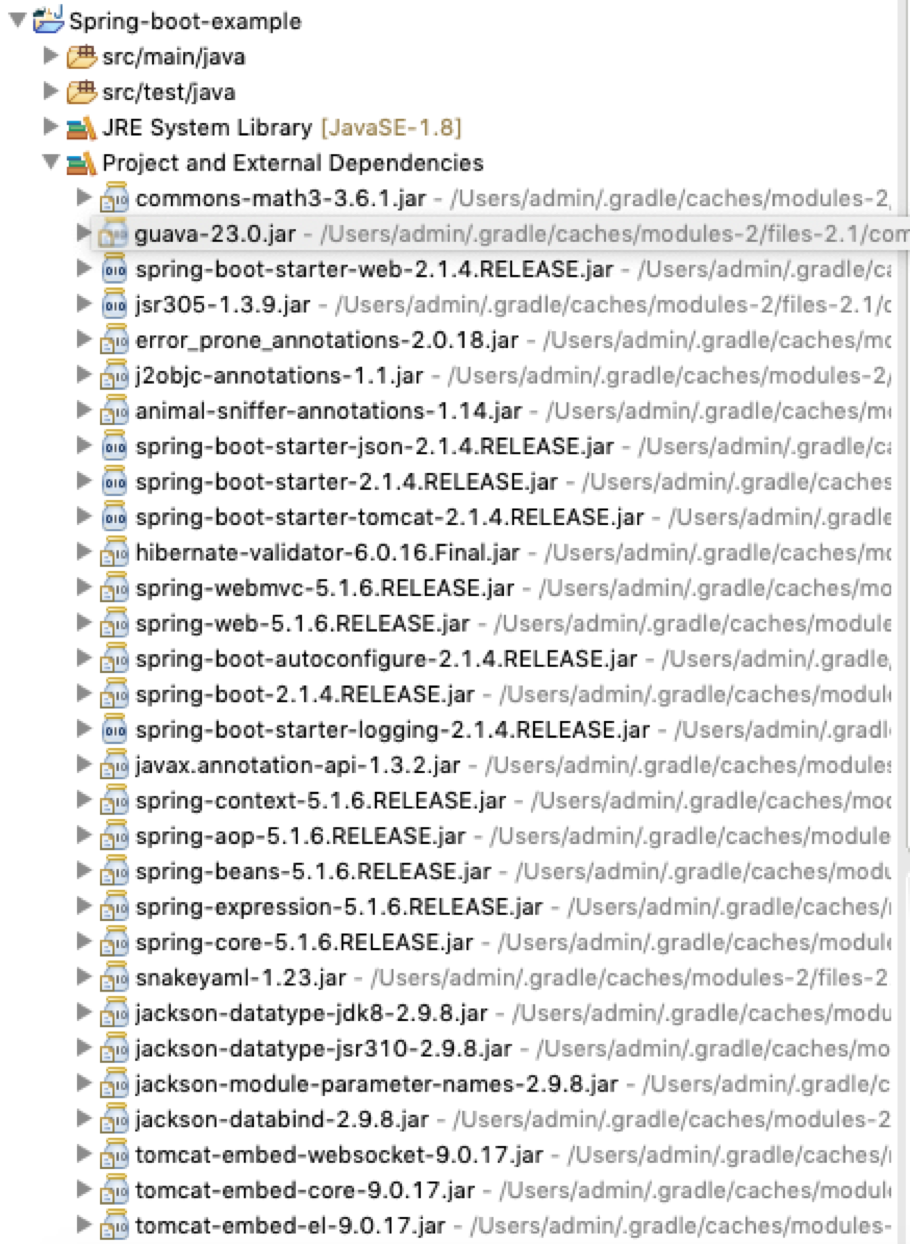 Spring-boot-example
src/main/java
src/test/java
JRE System Library [JavaSE-1.8]
Project and External Dependencies
commons-math3-3.6.1.jar - /Users/admin/.gradle/caches/modules-2
guava-23.0.jar - /Users/admin/.gradle/caches/modules-2/files-2.1/com
spring-boot-starter-web-2.1.4.RELEASE.jar - /Users/admin/.gradle/ca
jsr305-1.3.9.jar - /Users/admin/.gradle/caches/modules-2/files-2.1/c
error_prone_annotations-2.0.18.jar - /Users/admin/.gradle/caches/mo
j2objc-annotations-1.1.jar - /Users/admin/.gradle/caches/modules-2/
animal-sniffer-annotations-1.14.jar - /Users/admin/.gradle/caches/m
spring-boot-starter-json-2.1.4.RELEASE.jar - /Users/admin/.gradle/ca
spring-boot-starter-2.1.4.RELEASE.jar - /Users/admin/.gradle/caches
spring-boot-starter-tomcat-2.1.4.RELEASE.jar - /Users/admin/.gradle
hibernate-validator-6.0.16.Final.jar - /Users/admin/.gradle/caches/mo
spring-webmvc-5.1.6.RELEASE.jar - /Users/admin/.gradle/caches/mo
spring-web-5.1.6.RELEASE.jar - /Users/admin/.gradle/caches/module
spring-boot-autoconfigure-2.1.4.RELEASE.jar - /Users/admin/.gradle/
spring-boot-2.1.4.RELEASE.jar - /Users/admin/.gradle/caches/modul
spring-boot-starter-logging-2.1.4.RELEASE.jar - /Users/admin/.gradl
javax.annotation-api-1.3.2.jar - /Users/admin/.gradle/caches/modules
spring-context-5.1.6.RELEASE.jar - /Users/admin/.gradle/caches/mod
spring-aop-5.1.6.RELEASE.jar - /Users/admin/.gradle/caches/module
spring-beans-5.1.6.RELEASE.jar - /Users/admin/.gradle/caches/modu
spring-expression-5.1.6.RELEASE.jar - /Users/admin/.gradle/caches/
spring-core-5.1.6.RELEASE.jar - /Users/admin/.gradle/caches/module
snakeyaml-1.23.jar - /Users/admin/.gradle/caches/modules-2/files-2
jackson-datatype-jdk8-2.9.8.jar - /Users/admin/.gradle/caches/modu
jackson-datatype-jsr310-2.9.8.jar - /Users/admin/.gradle/caches/mo
jackson-module-parameter-names-2.9.8.jar - /Users/admin/.gradle/c
jackson-databind-2.9.8.jar - /Users/admin/.gradle/caches/modules-2
tomcat-embed-websocket-9.0.17.jar - /Users/admin/.gradle/caches/
tomcat-embed-core-9.0.17.jar - /Users/admin/.gradle/caches/modul
tomcat-embed-el-9.0.17.jar - /Users/admin/.gradle/caches/modules-